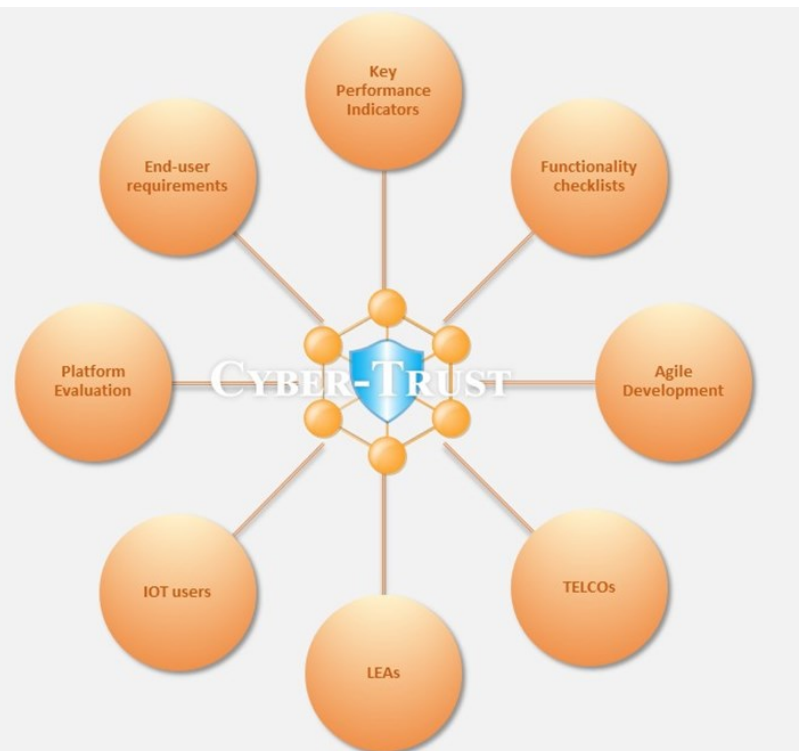 Key
Performance
Indicators
Functionality
checklists
Agile
Development
TELCOs
LEAs
IOT users
Platform
Evaluation
End-user
requirements
CYBER-TRUST